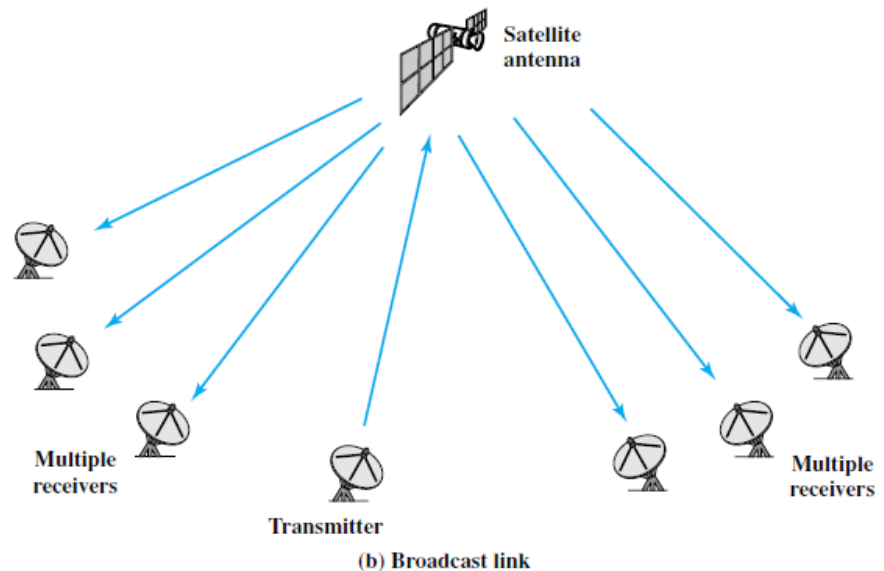 Satellite
antenna
Multiple
receivers
Multiple
receivers
Transmitter
(b) Broadcast link